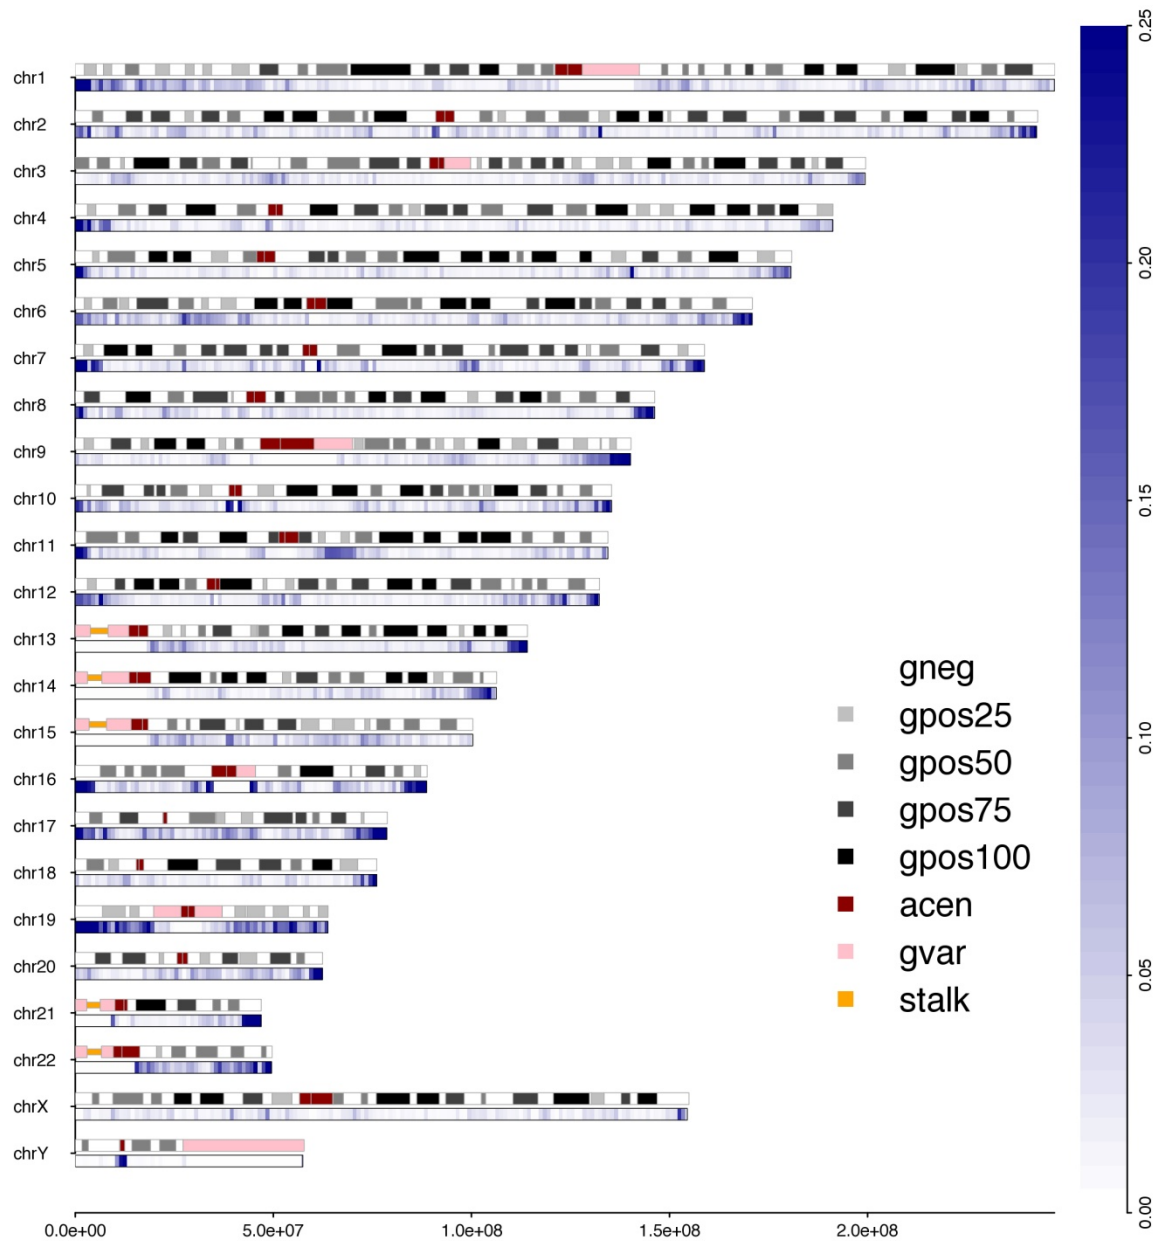 chr1
chr2
chr3
chr4
chr5
chr6
chr7
chr8
chr9
chr10
chr11
chr12
chr13
chr14
chr15
chr16
chr17
chr18
chr19
chr20
chr21
chr22
chrX
chrY
0.0e+00 5.0e+07 1.0e+08 1.5e+08 2.0e+08
gneg
gpos25
gpos50
gpos75
gpos100
acen
gvar
stalk
0.25
0.20
0.15
0.10
0.05
0.00